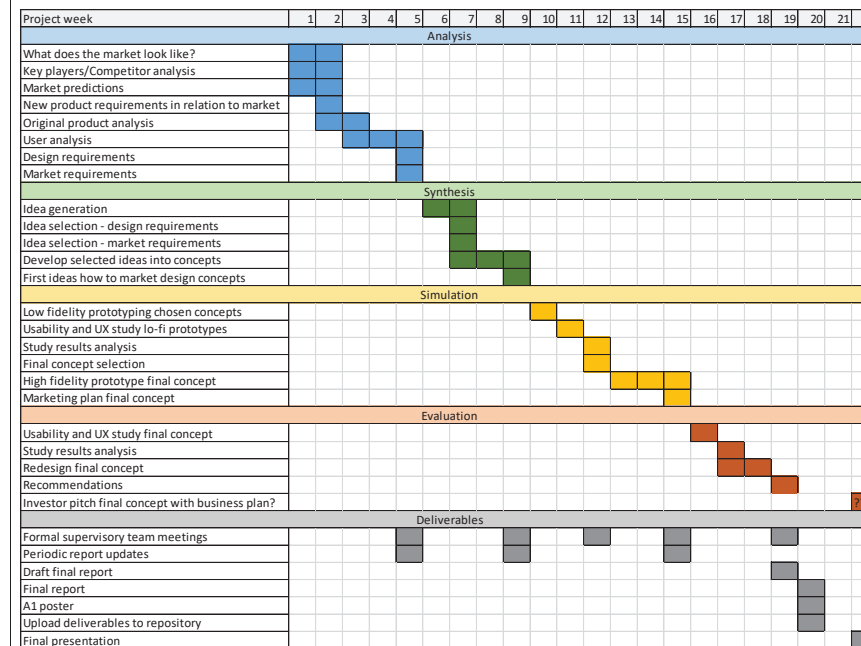 Project week 1 2 3 4 5 6 7 8 9 10 11 12 13 14 15 16 17 18 19 20 21
Analysis
What does the market look like?
Key players/Competitor analysis
Market predictions
New product requirements in relation to market
Original product analysis
User analysis
Design requirements
Market requirements
Synthesis
Idea generation
Idea selection - design requirements
Idea selection - market requirements
Develop selected ideas into concepts
First ideas how to market design concepts
Simulation
Low fidelity prototyping chosen concepts
Usability and UX study lo-fi prototypes
Study results analysis
Final concept selection
High fidelity prototype final concept
Marketing plan final concept
Evaluation
Usability and UX study final concept
Study results analysis
Redesign final concept
Recommendations
Investor pitch final concept with business plan? ?
Deliverables
Formal supervisory team meetings
Periodic report updates
Draft final report
Final report
A1 poster
Upload deliverables to repository
Final presentation